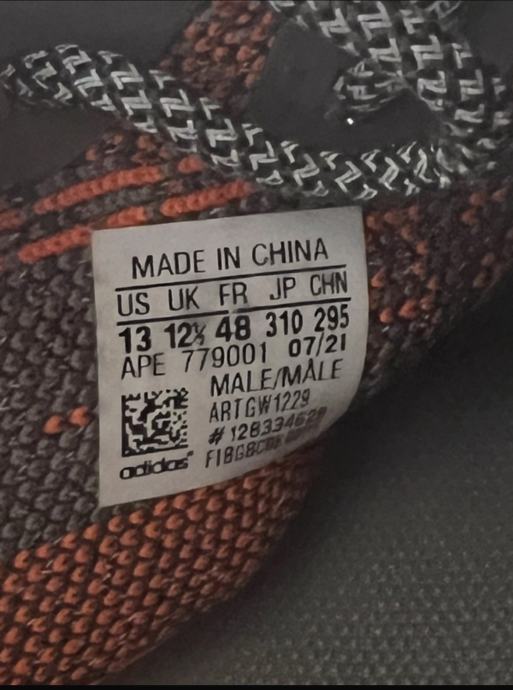 MADE IN CHINA
US UK FR JP CHN
13 12½ 48 310 295
APE 779001 07/21
MALE/MÂLE
ART GW1229
adidas